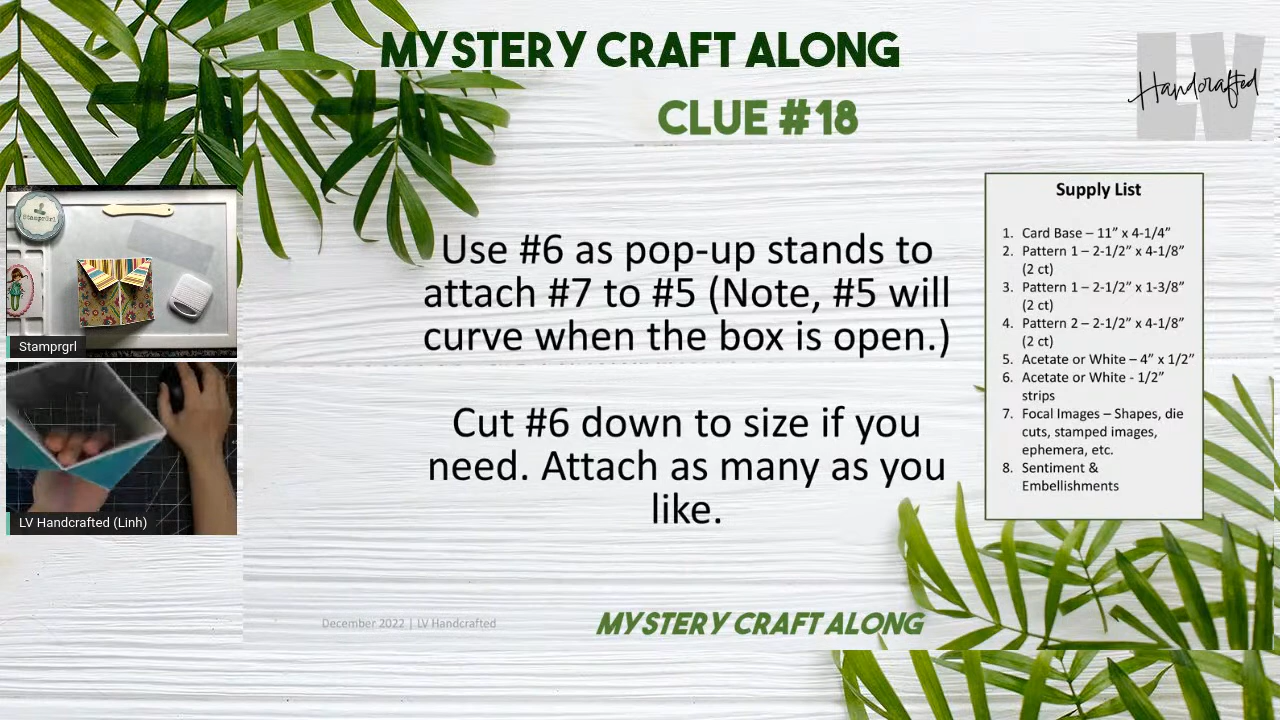 MYSTERY CRAFT ALONG
CLUE #18
LV
Handcrafted
Use #6 as pop-up stands to
attach #7 to #5 (Note, #5 will
curve when the box is open.)
Cut #6 down to size if you
need. Attach as many as you
like.
Supply List
1. Card Base – 11” x 4-1/4”
2. Pattern 1 – 2-1/2” x 4-1/8”
(2 ct)
3. Pattern 1 – 2-1/2” x 1-3/8”
(2 ct)
4. Pattern 2 – 2-1/2” x 4-1/8”
(2 ct)
5. Acetate or White – 4” x 1/2”
6. Acetate or White - 1/2”
strips
7. Focal Images – Shapes, die
cuts, stamped images,
ephemera, etc.
8. Sentiment &
Embellishments
StamprGrl
Stamprgrl
LV Handcrafted (Linh)
December 2022 | LV Handcrafted
MYSTERY CRAFT ALONG